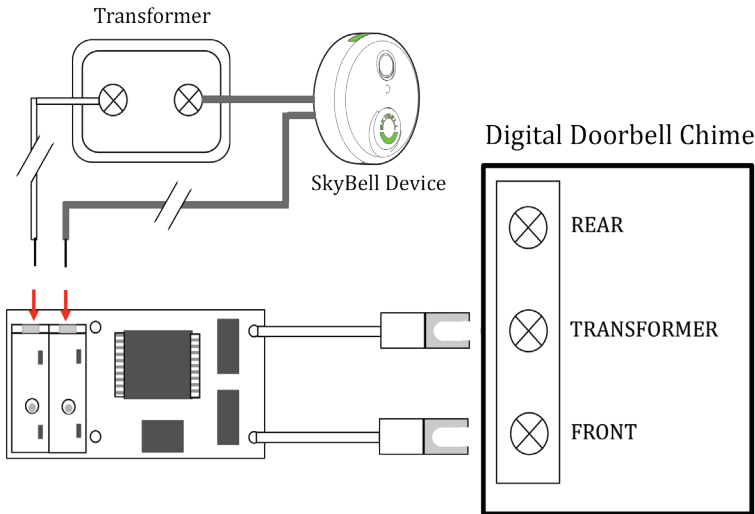 Transformer
SkyBell Device
Digital Doorbell Chime
REAR
TRANSFORMER
FRONT